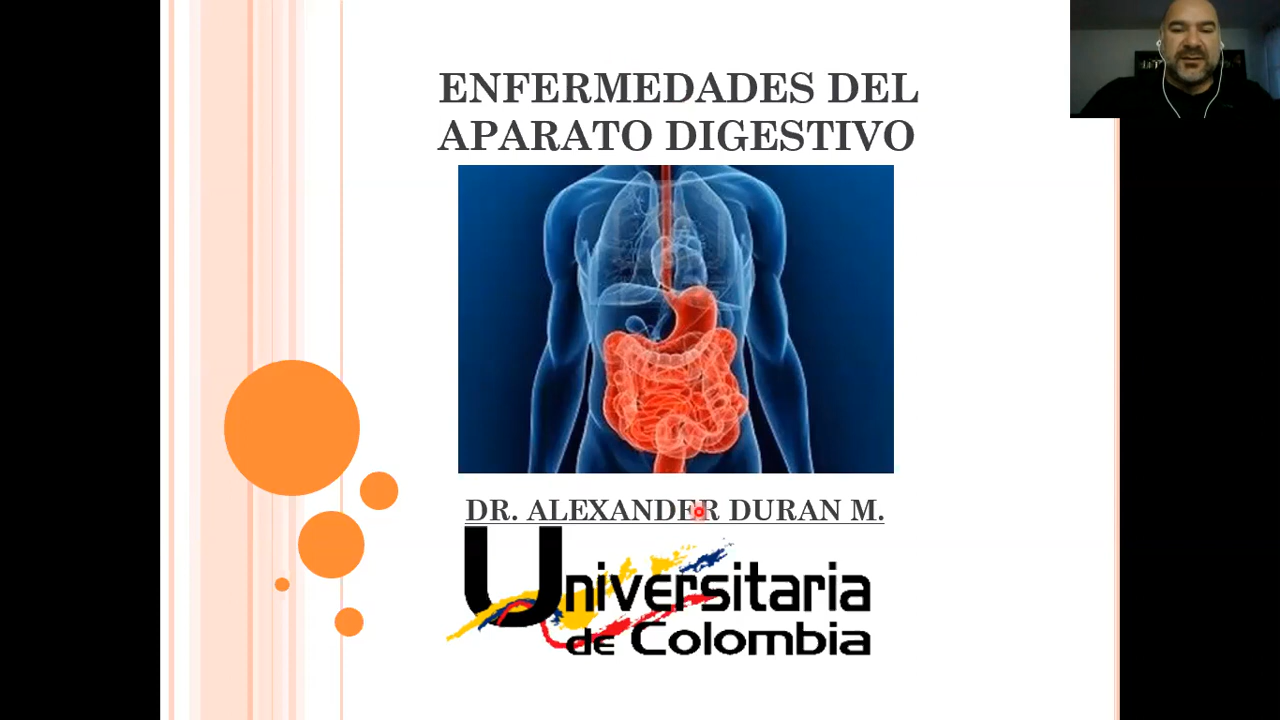 ENFERMEDADES DEL
APARATO DIGESTIVO
DR. ALEXANDER DURAN M.
Universitaria
de Colombia